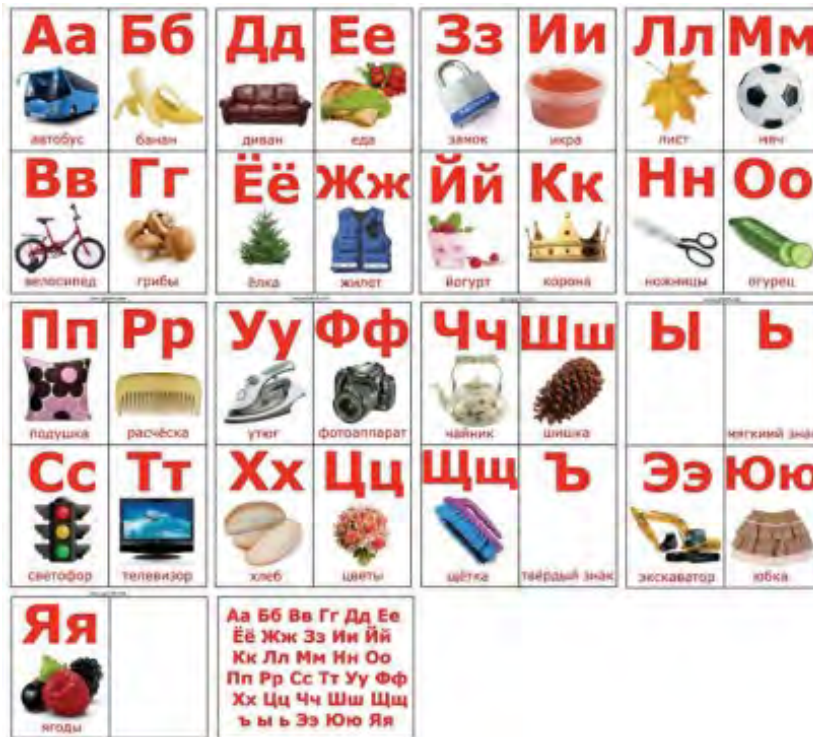 Аа Бб Дд Ее Зз Ии Лл Мм
автобус банан диван еда замок икра лист мяч
Вв Гг Ёё Жж Йй Кк Нн Оо
велосипед грибы ёлка жилет йогурт корона ножницы огурец
Пп Рр Уу Фф Чч Шш Ы Ь
подушка расчёска утюг фотоаппарат чайник шишка мягкий знак
Сс Тт Хх Цц Щщ Ъ Ээ Юю
светофор телевизор хлеб цветы щётка твёрдый знак экскаватор юбка
Яя
ягоды
Аа Бб Вв Гг Дд Ее
Ёё Жж Зз Ии Йй
Кк Лл Мм Нн Оо
Пп Рр Сс Тт Уу Фф
Хх Цц Чч Шш Щщ
ъ ы ь Ээ Юю Яя